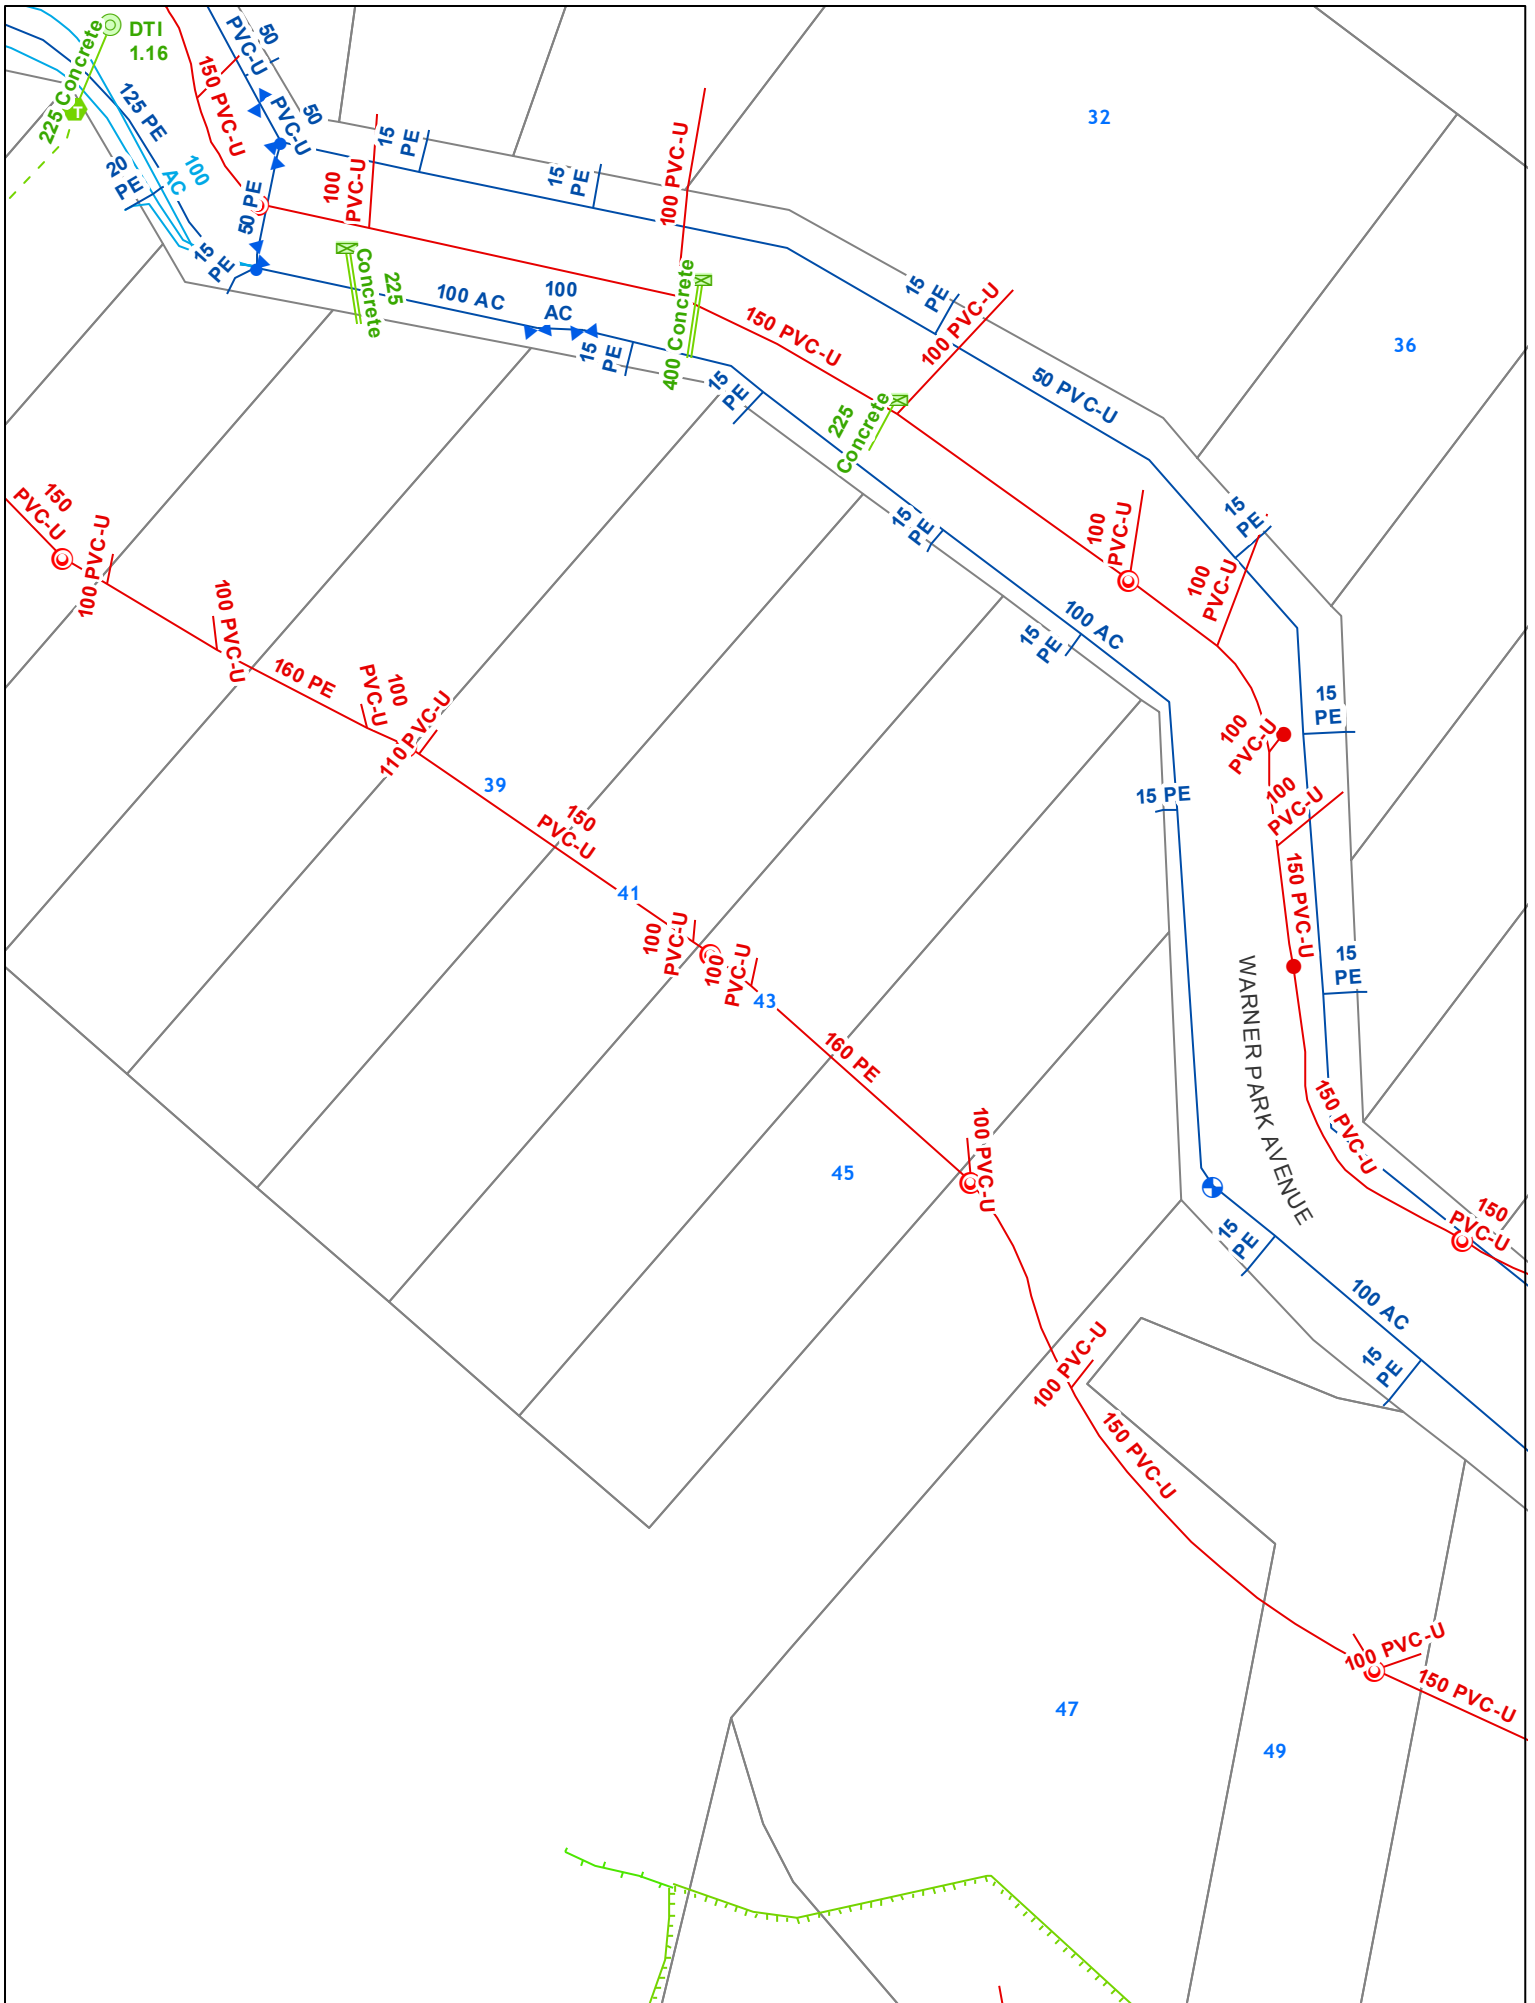 DTI
1.16
225 Concrete
50
PVC-U
150 PVC-U
125 PE
50
PVC-U
20
PE
100
AC
50 PE
15
PE
100
PVC-U
15
PE
15
PE
100 PVC-U
32
225
Concrete
100 AC
100
AC
15
PE
400 Concrete
15
PE
150 PVC-U
15
PE
100 PVC-U
36
50 PVC-U
225
Concrete
15
PE
100
PVC-U
15
PE
100
PVC-U
150
PVC-U
100 PVC-U
100 PVC-U
160 PE
100
PVC-U
110 PVC-U
39
150
PVC-U
41
100
PVC-U
100
PVC-U
43
160 PE
15
PE
100 AC
15
PE
100
PVC-U
15 PE
100
PVC-U
150 PVC-U
15
PE
WARNER PARK AVENUE
150 PVC-U
150
PVC-U
100 PVC-U
45
15
PE
100 AC
15
PE
100 PVC-U
150 PVC-U
100 PVC-U
150 PVC-U
47
49